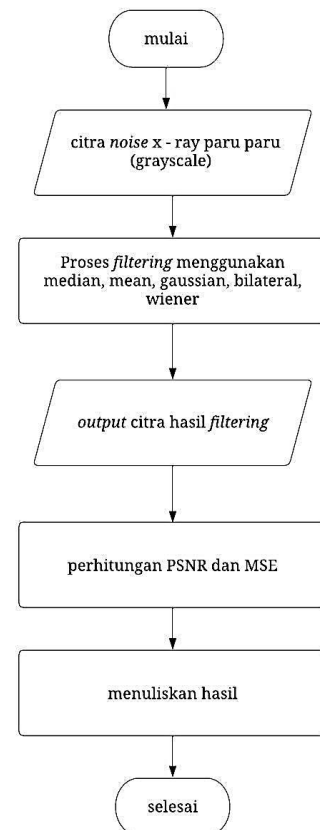 mulai
citra noise x - ray paru paru
(grayscale)
Proses filtering menggunakan
median, mean, gaussian, bilateral,
wiener
output citra hasil filtering
perhitungan PSNR dan MSE
menuliskan hasil
selesai